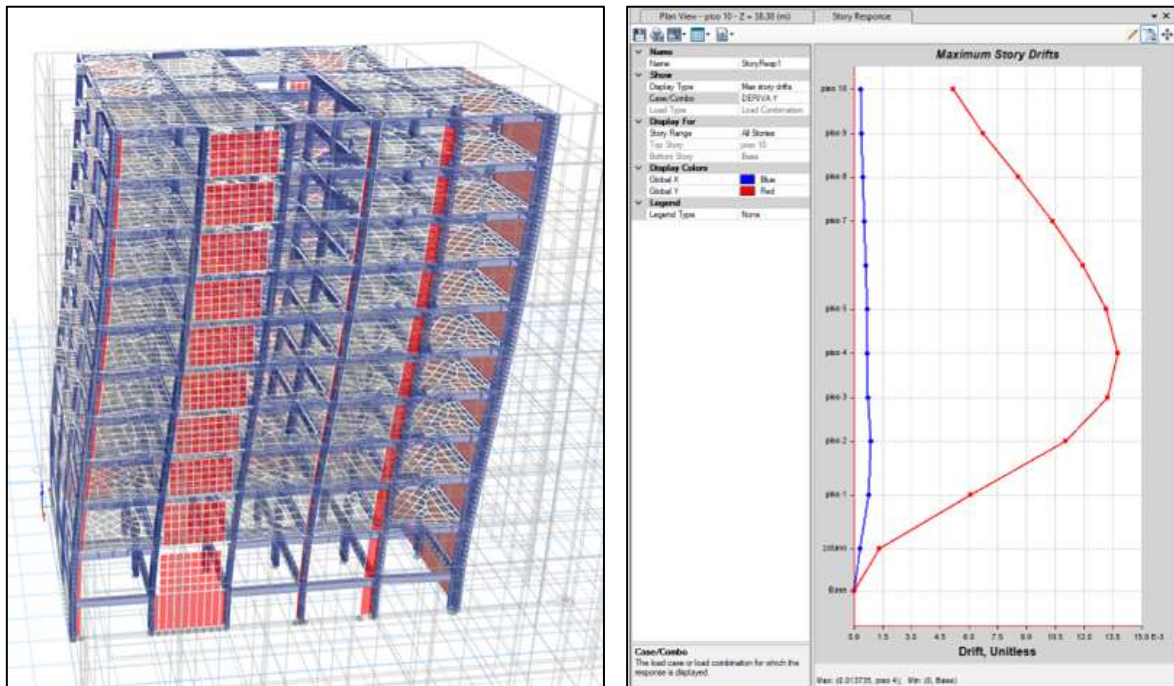 Plan View - piso 10 - Z = 38.38 (m)
Story Response
Name
Name StoryResp1
Show
Display Type Max story drifts
Case/Combo DERIVA Y
Load Type Load Combination
Display For
Story Range All Stories
Top Story piso 10
Bottom Story Base
Display Colors
Global X Blue
Global Y Red
Legend
Legend Type None
Case/Combo
The load case or load combination for which the
response is displayed.
Maximum Story Drifts
piso 10
piso 9
piso 8
piso 7
piso 5
piso 4
piso 3
piso 2
piso 1
Base
0.0 1.5 3.0 4.5 6.0 7.5 9.0 10.5 12.0 13.5 15.0 E-3
Drift, Unitless
Max: (0.013735, piso 4); Min: (0, Base)